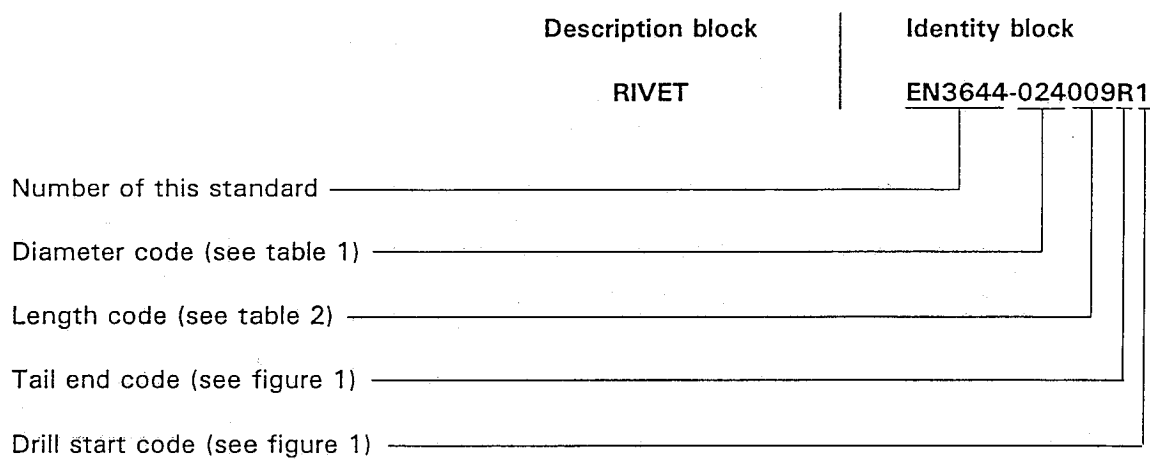 Description block Identity block
RIVET EN3644-024009R1
Number of this standard
Diameter code (see table 1)
Length code (see table 2)
Tail end code (see figure 1)
Drill start code (see figure 1)